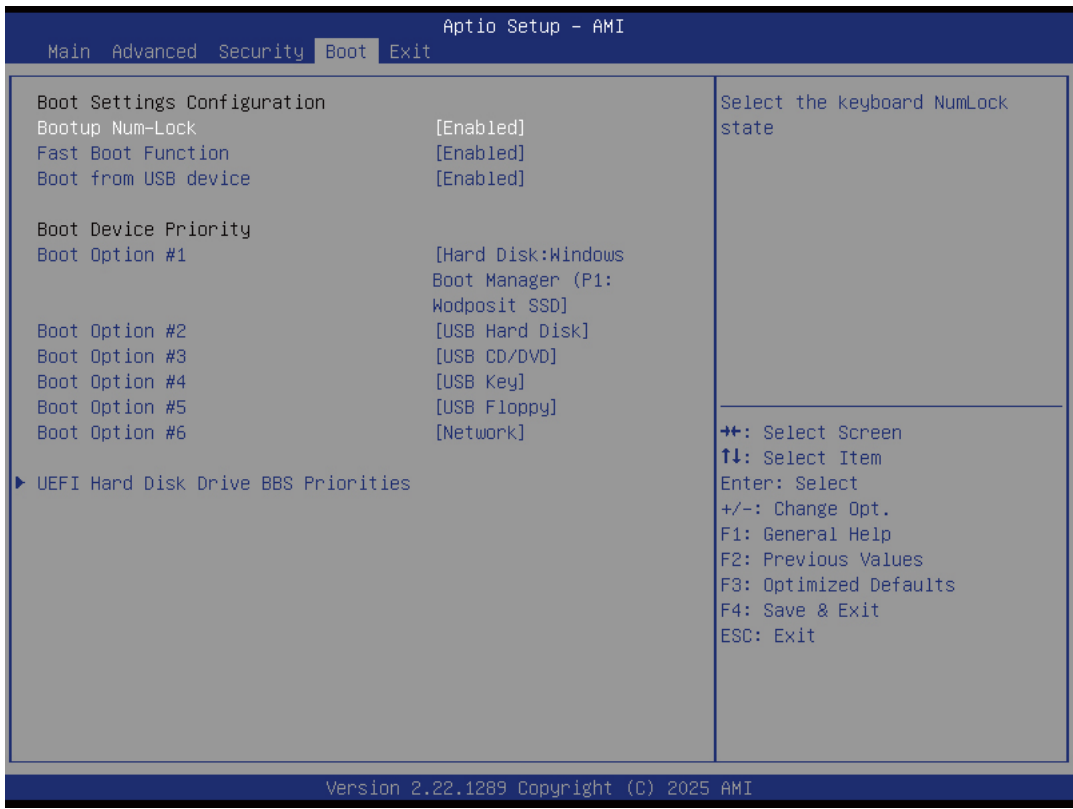 Aptio Setup – AMI
Main Advanced Security Boot Exit
Boot Settings Configuration
Bootup Num-Lock [Enabled]
Fast Boot Function [Enabled]
Boot from USB device [Enabled]
Boot Device Priority
Boot Option #1 [Hard Disk:Windows
Boot Manager (P1:
Wodposit SSD]
Boot Option #2 [USB Hard Disk]
Boot Option #3 [USB CD/DVD]
Boot Option #4 [USB Key]
Boot Option #5 [USB Floppy]
Boot Option #6 [Network]
▶ UEFI Hard Disk Drive BBS Priorities
Select the keyboard NumLock
state
→←: Select Screen
↑↓: Select Item
Enter: Select
+/-: Change Opt.
F1: General Help
F2: Previous Values
F3: Optimized Defaults
F4: Save & Exit
ESC: Exit
Version 2.22.1289 Copyright (C) 2025 AMI